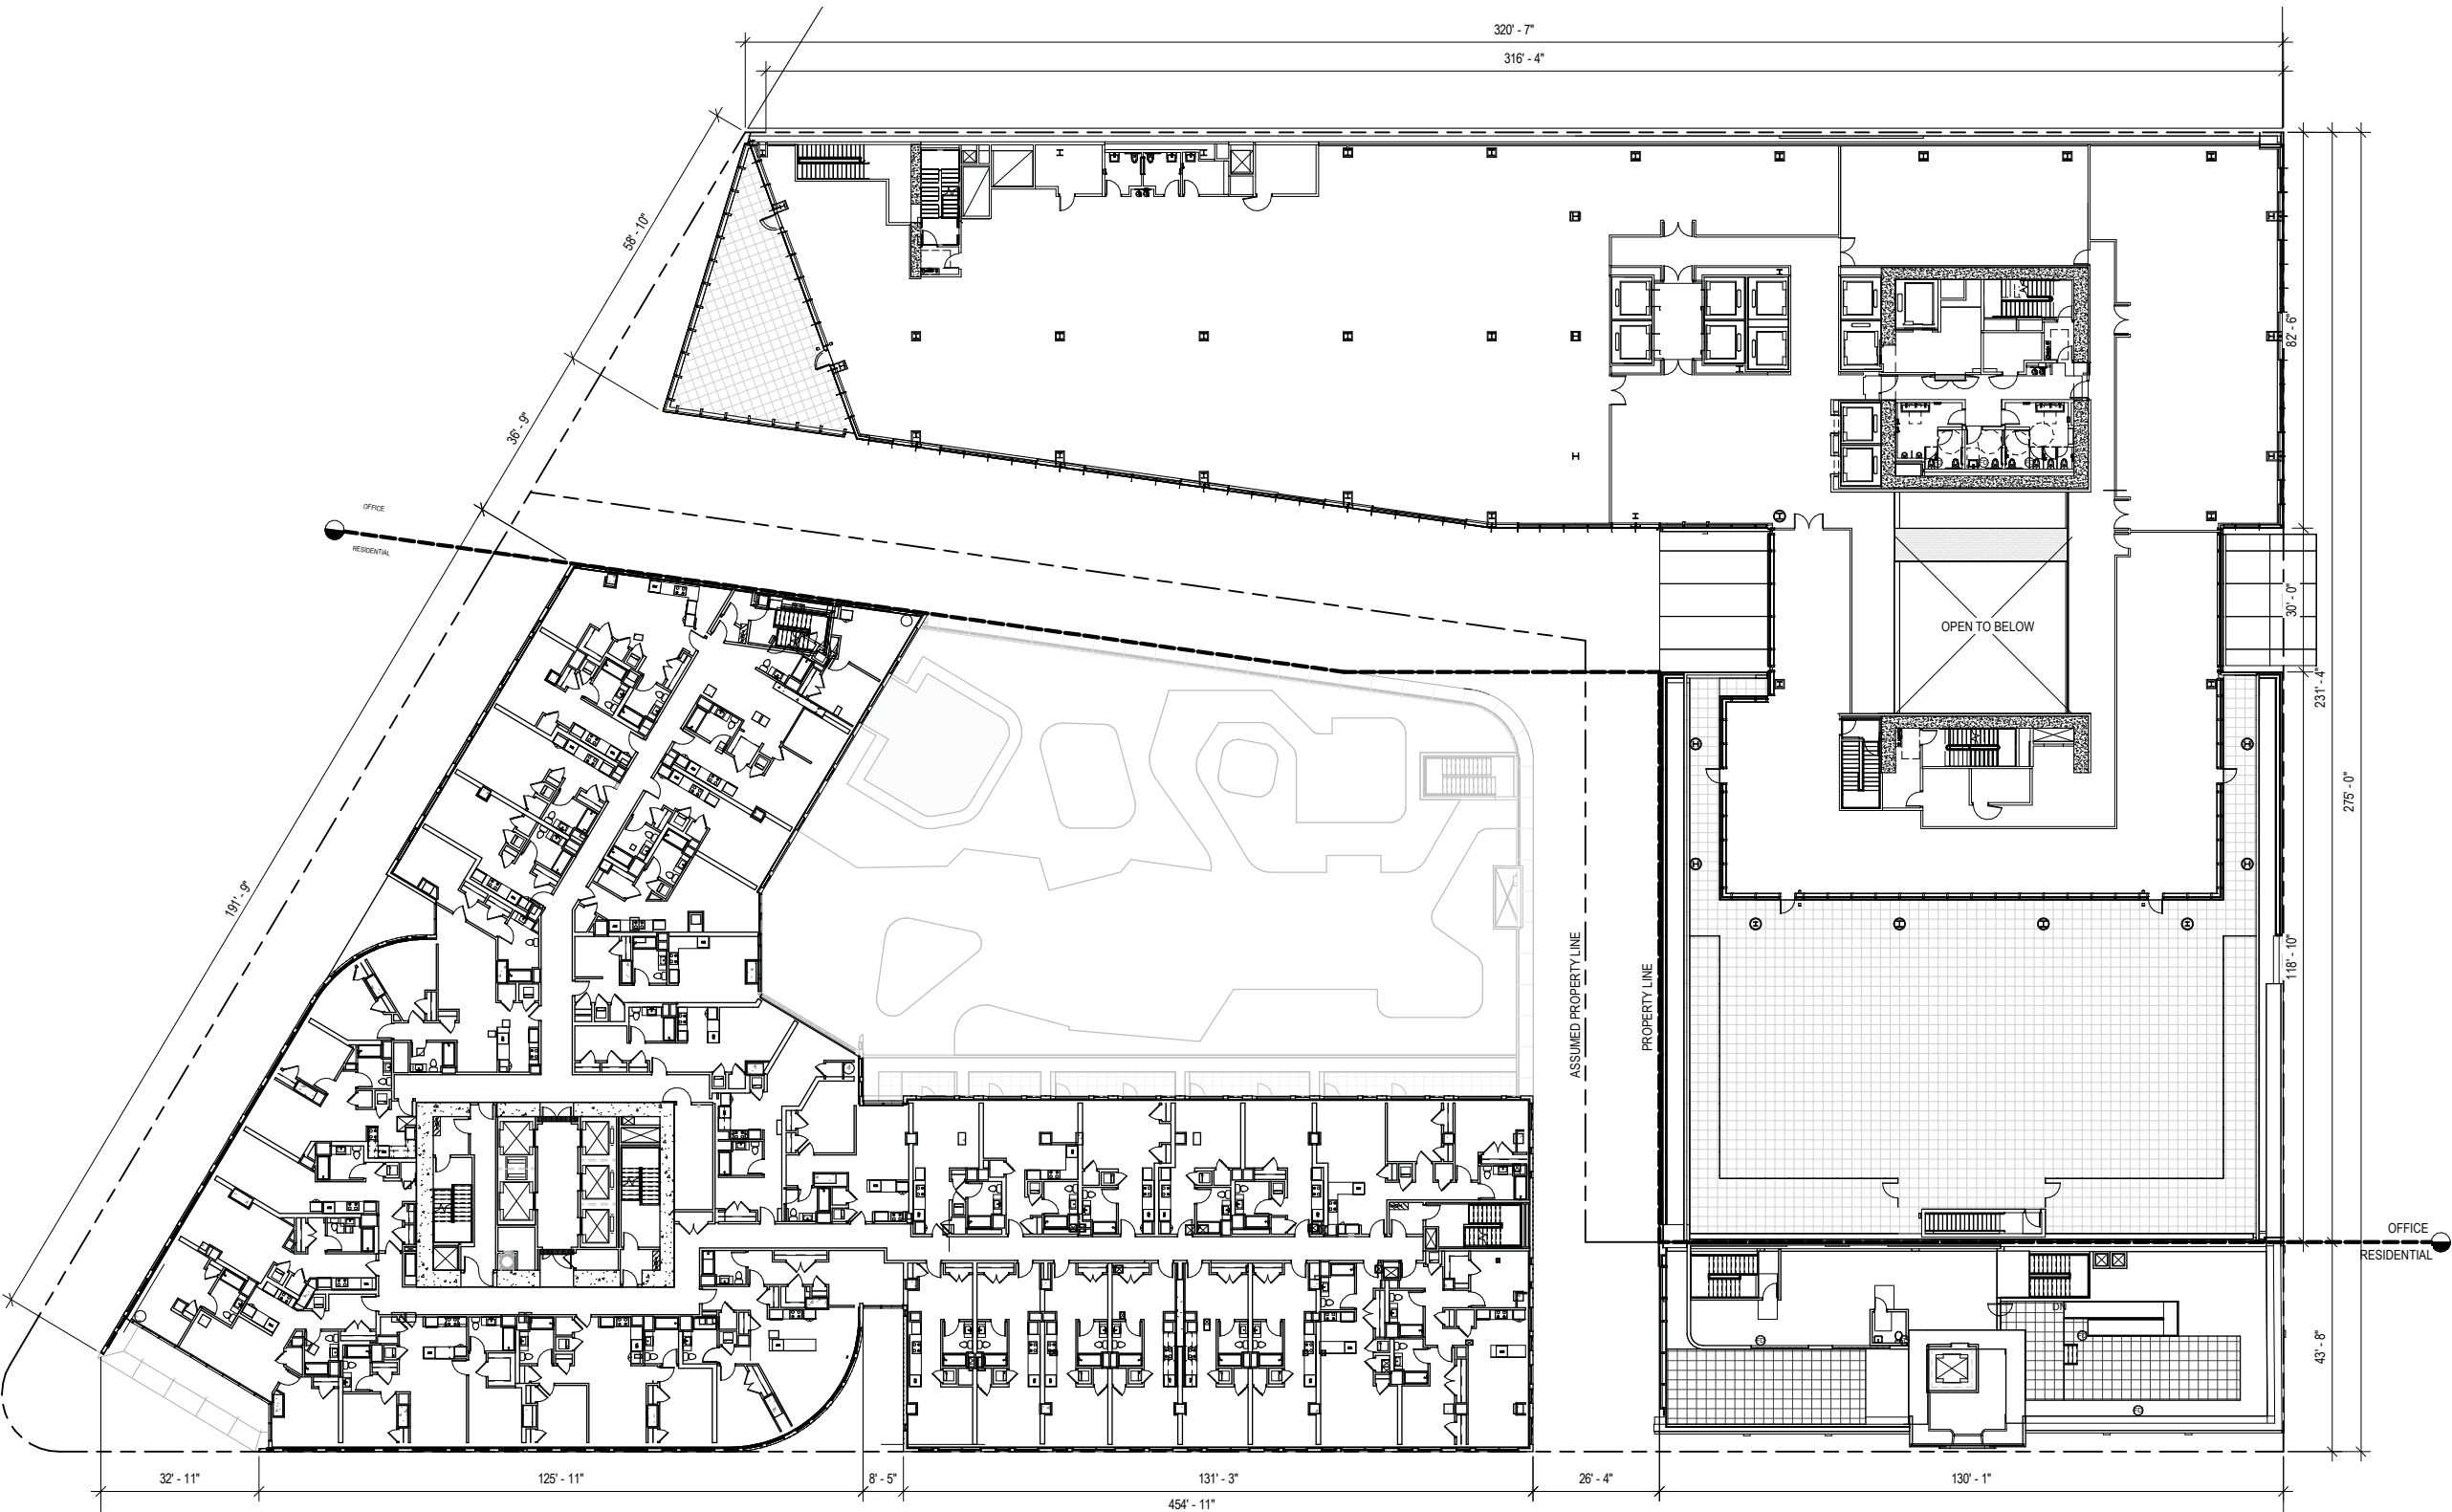 320' - 7"
316' - 4"
58' - 10"
36' - 9"
191' - 9"
OFFICE
RESIDENTIAL
82' - 6"
30' - 0"
231' - 4"
275' - 0"
118' - 10"
43' - 8"
OPEN TO BELOW
ASSUMED PROPERTY LINE
PROPERTY LINE
OFFICE
RESIDENTIAL
DN
32' - 11"
125' - 11"
8' - 5"
131' - 3"
26' - 4"
130' - 1"
454' - 11"